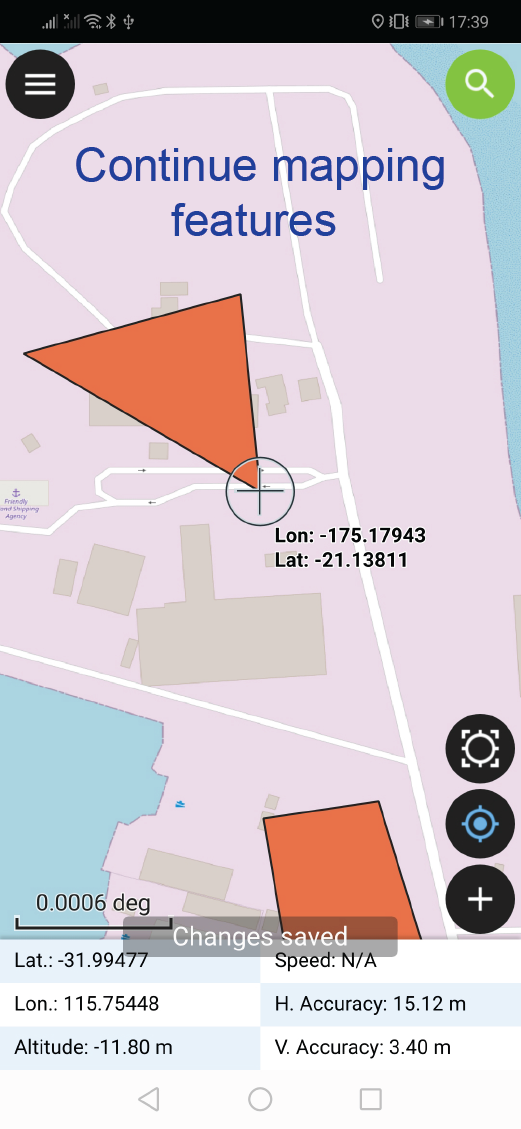 17:39
Continue mapping
features
Friendly
Shipping
Agency
Lon: -175.17943
Lat: -21.13811
0.0006 deg
Changes saved
Lat.: -31.99477
Speed: N/A
Lon.: 115.75448
H. Accuracy: 15.12 m
Altitude: -11.80 m
V. Accuracy: 3.40 m